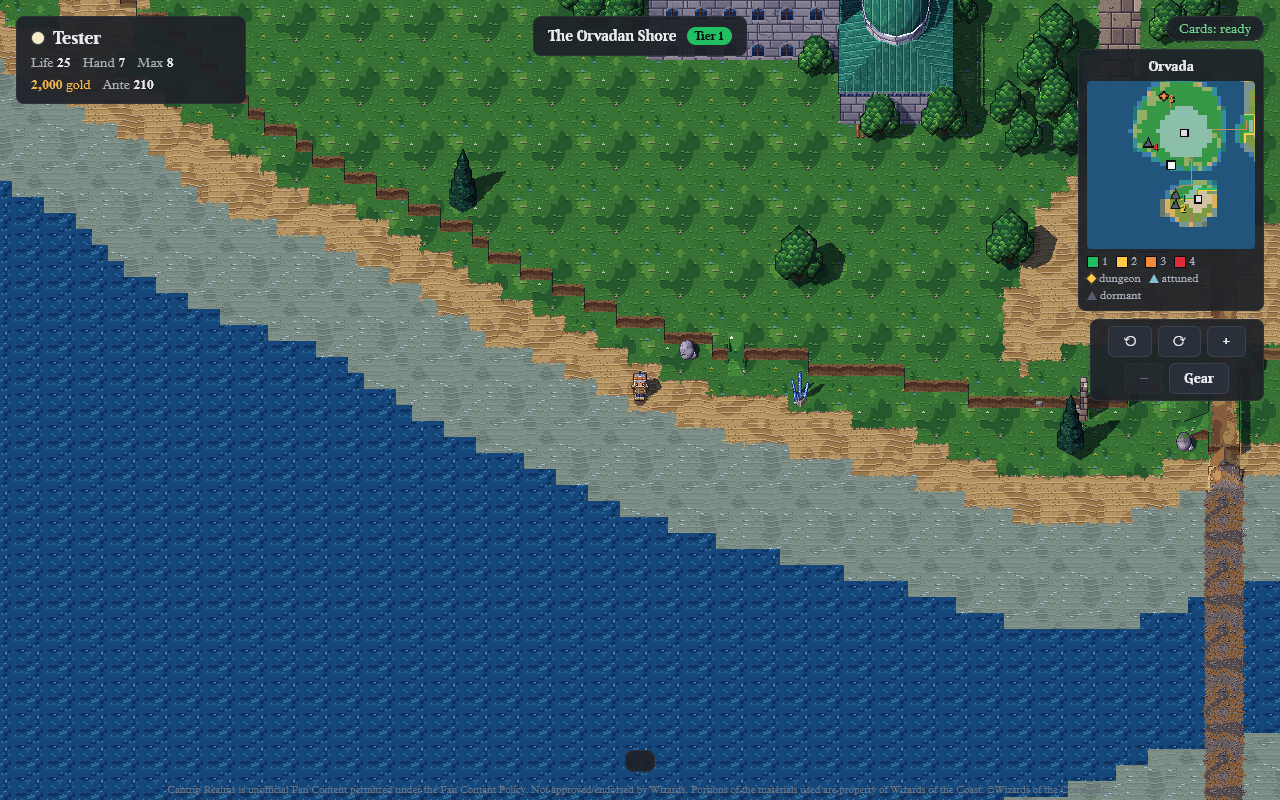 Tester
Life 25 Hand 7 Max 8
2,000 gold Ante 210
The Orvadan Shore Tier 1
Cards: ready
Orvada
1 2 3 4
dungeon attuned
dormant
+
–
Gear
Cantrip Realms is unofficial Fan Content permitted under the Fan Content Policy. Not approved/endorsed by Wizards. Portions of the materials used are property of Wizards of the Coast. ©Wizards of the C